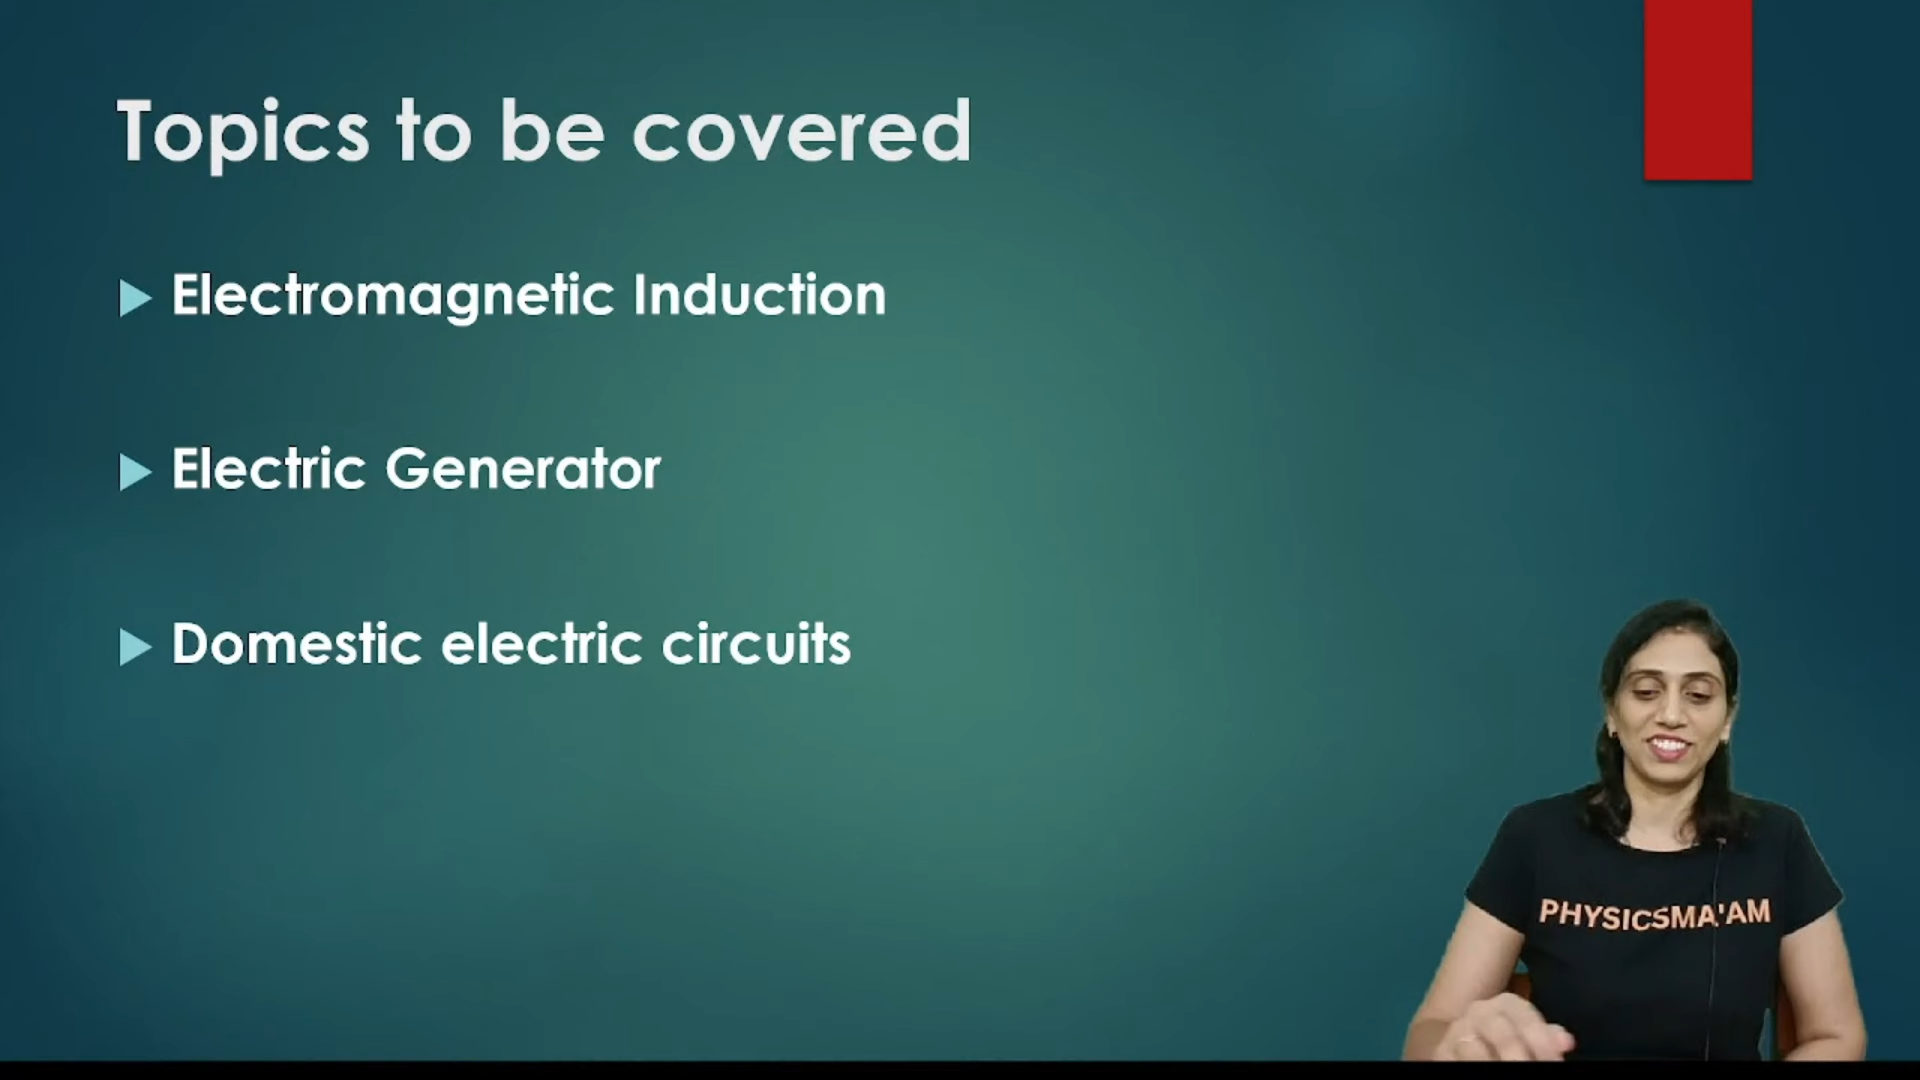 Topics to be covered
Electromagnetic Induction
Electric Generator
Domestic electric circuits
PHYSICSMA'AM